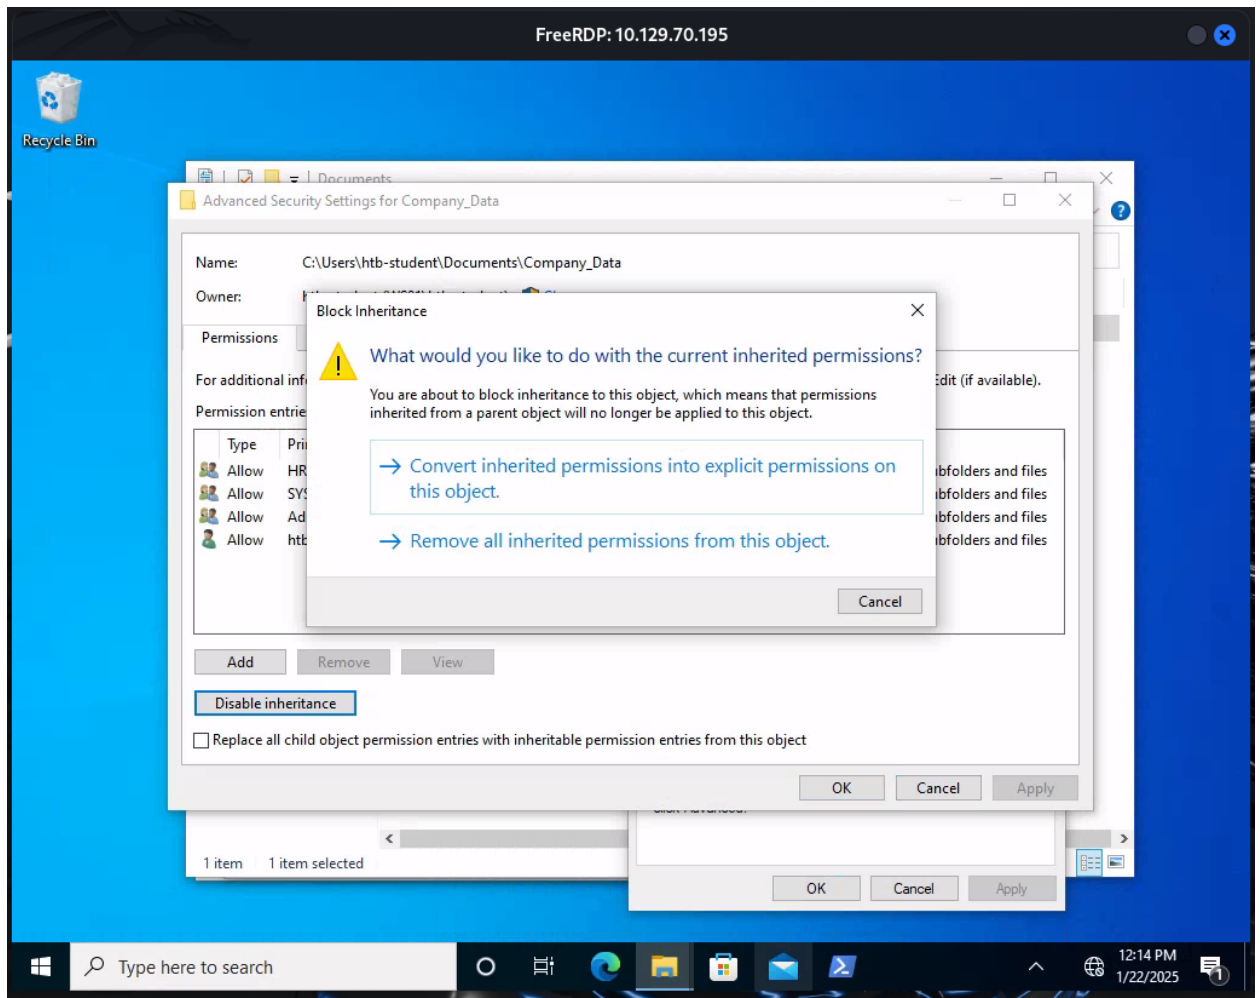 FreeRDP: 10.129.70.195
Recycle Bin
Documents
Advanced Security Settings for Company_Data
Name: C:\Users\htb-student\Documents\Company_Data
Owner:
Block Inheritance
Permissions
What would you like to do with the current inherited permissions?
For additional
Edit (if available).
You are about to block inheritance to this object, which means that permissions
inherited from a parent object will no longer be applied to this object.
Permission entrie
Type Pri
Convert inherited permissions into explicit permissions on
this object.
Allow HR
bfolders and files
Allow SYS
bfolders and files
Allow Ad
bfolders and files
Allow htb
bfolders and files
Remove all inherited permissions from this object.
Cancel
Add Remove View
Disable inheritance
Replace all child object permission entries with inheritable permission entries from this object
OK Cancel Apply
1 item 1 item selected
OK Cancel Apply
Type here to search
12:14 PM
1/22/2025
1